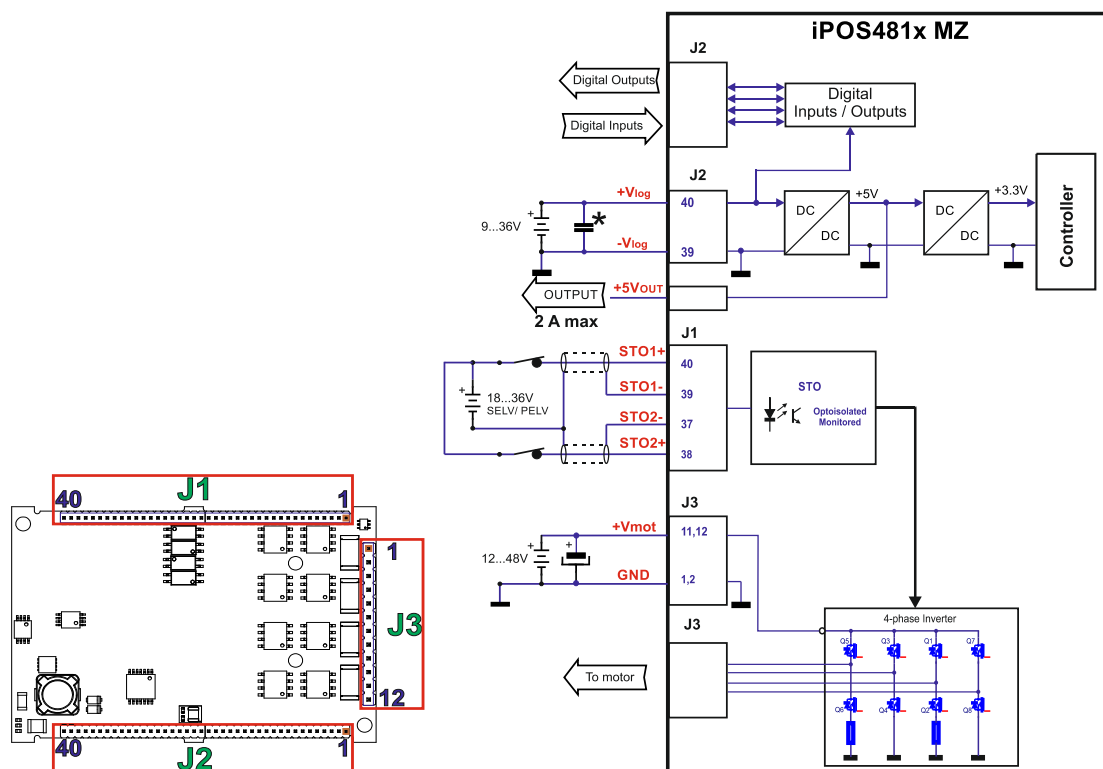 iPOS481x MZ
J2
Digital Outputs
Digital Inputs
Digital
Inputs / Outputs
J2
+Vlog
40
9...36V
+
*
-Vlog
39
DC
DC
+5V
DC
DC
+3.3V
Controller
OUTPUT
+5VOUT
2 A max
J1
STO1+
40
STO1-
39
+
18...36V
SELV/ PELV
STO2-
37
STO2+
38
STO
Optoisolated
Monitored
J3
+Vmot
11,12
+
+
12...48V
GND
1,2
J3
To motor
4-phase Inverter
Q5
Q3
Q1
Q7
Q6
Q4
Q2
Q8
40
J1
1
1
J3
12
40
J2
1